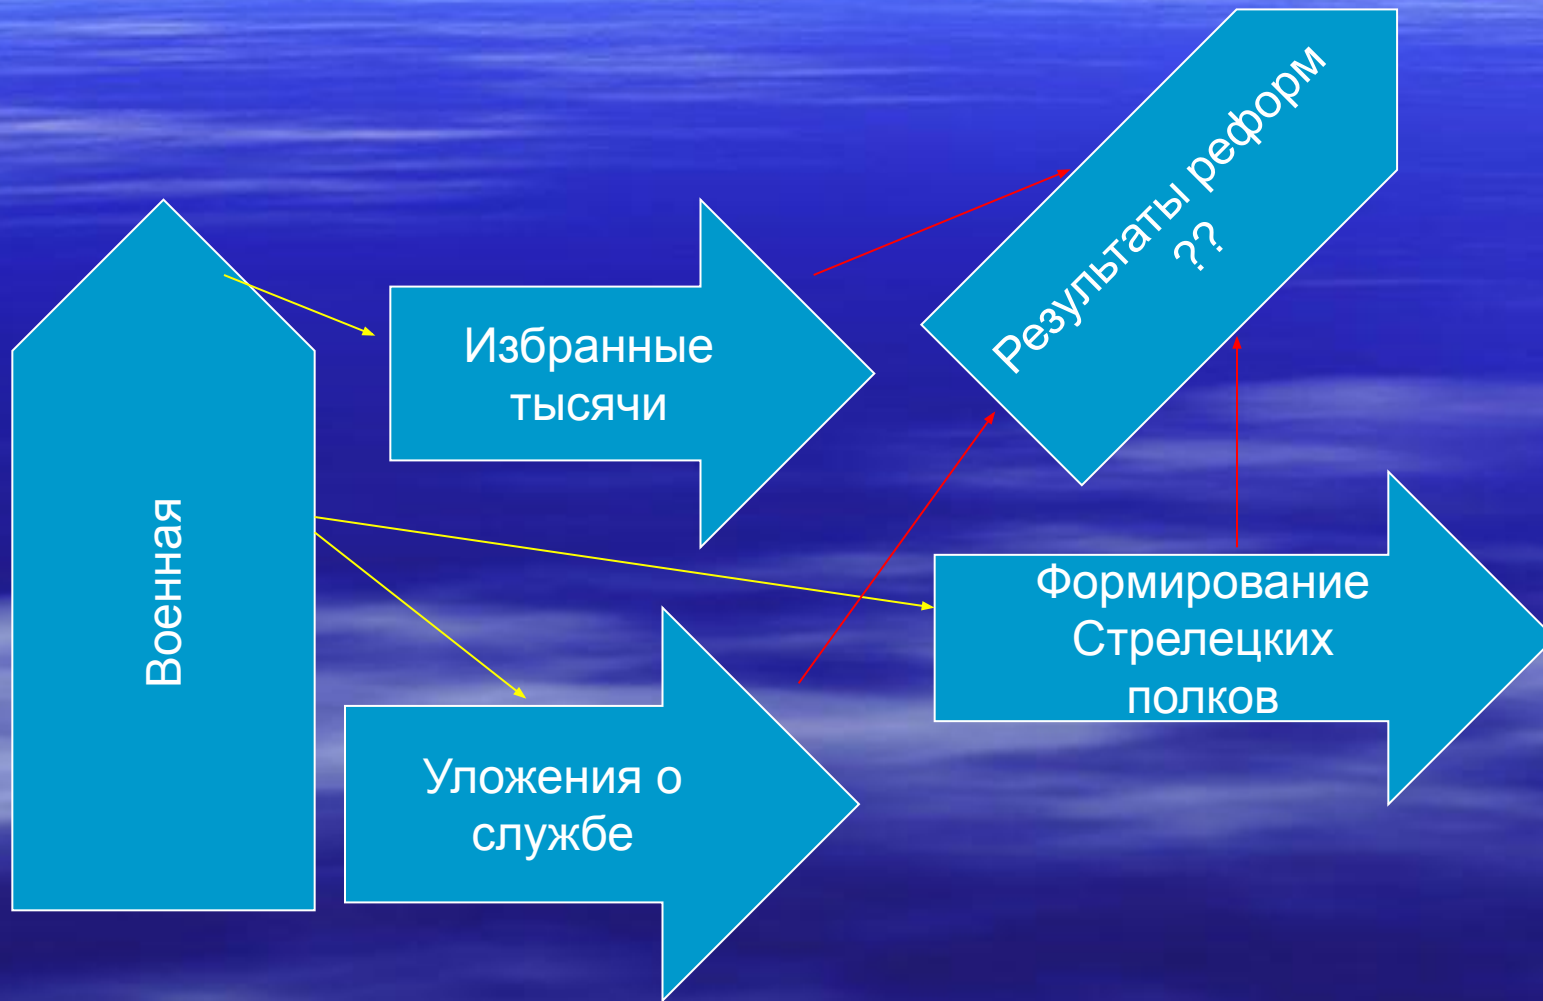 Военная
Избранные
тысячи
Результаты реформ
??
Формирование
Стрелецких
полков
Уложения о
службе